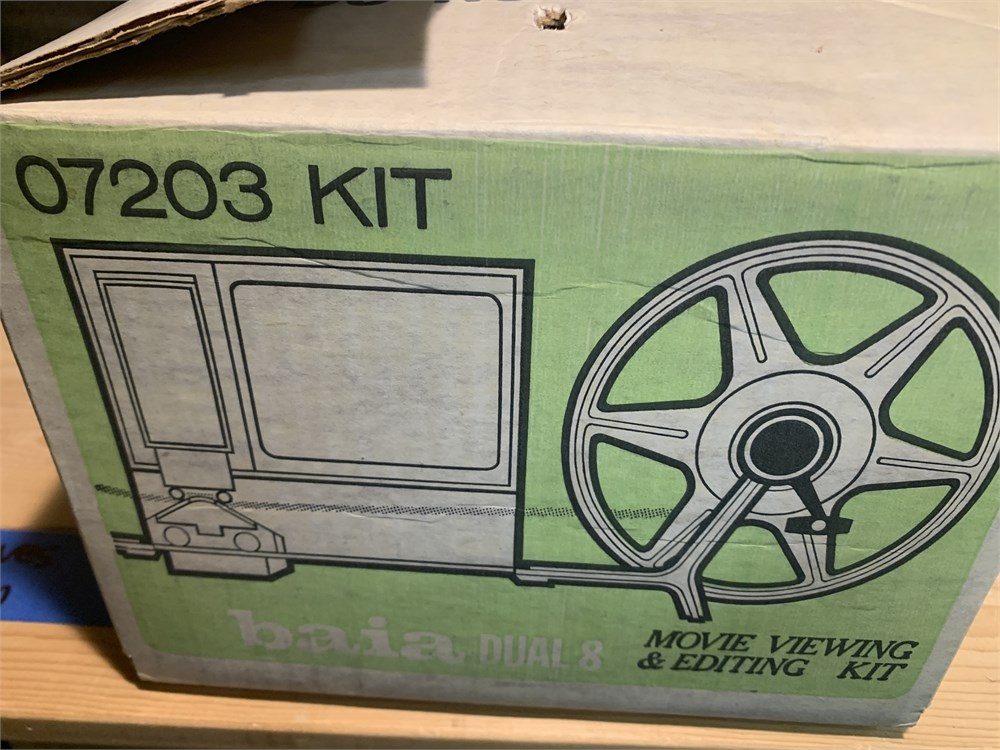 07203 KIT
baia DUAL 8
MOVIE VIEWING
& EDITING KIT